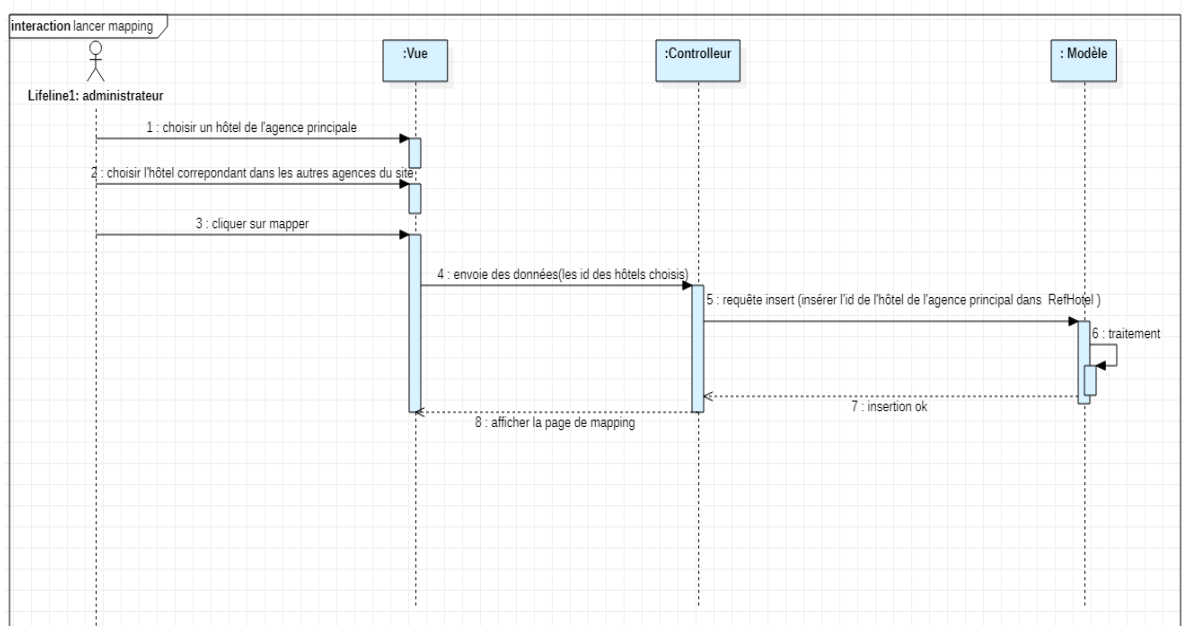 interaction lancer mapping
:Vue
:Controlleur
: Modèle
Lifeline1: administrateur
1 : choisir un hôtel de l'agence principale
2 : choisir l'hôtel correpondant dans les autres agences du site
3 : cliquer sur mapper
4 : envoie des données(les id des hôtels choisis)
5 : requête insert (insérer l'id de l'hôtel de l'agence principal dans RefHotel )
6 : traitement
7 : insertion ok
8 : afficher la page de mapping